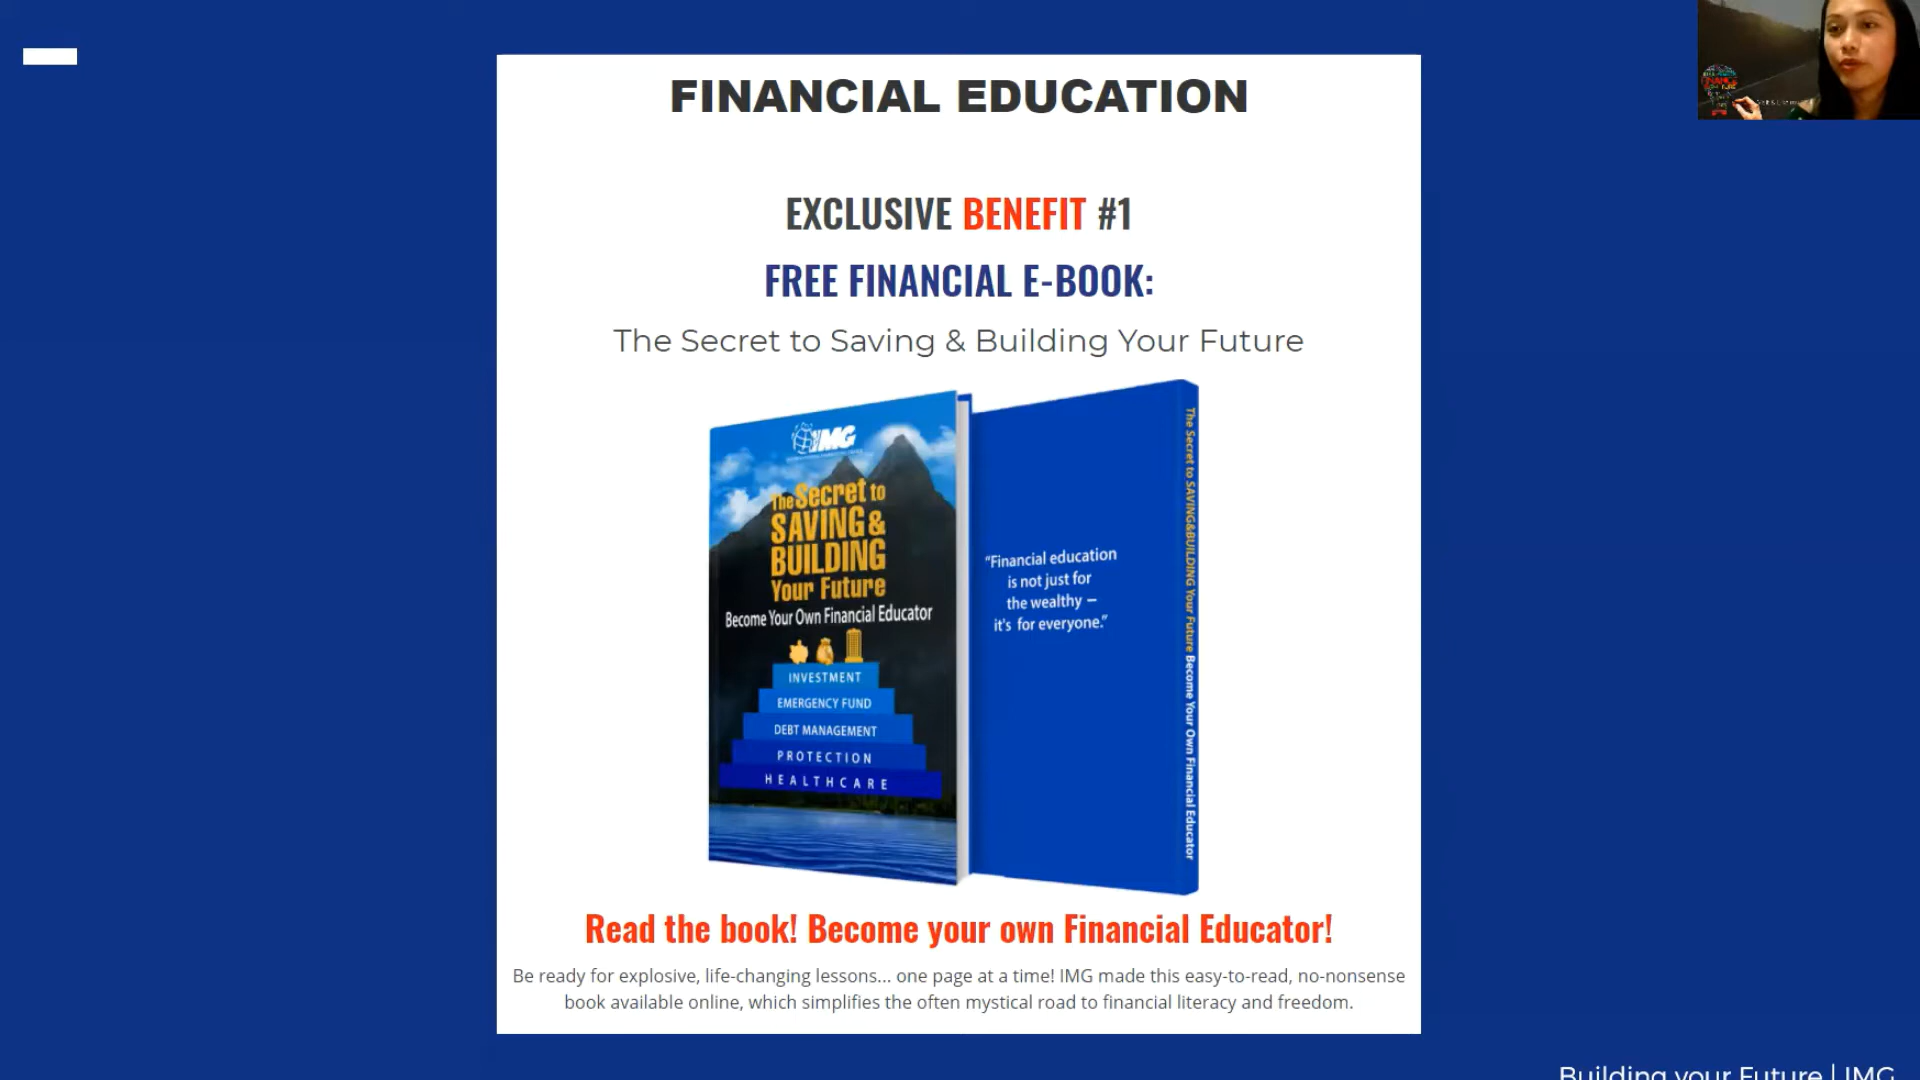 FINANCIAL EDUCATION
EXCLUSIVE BENEFIT #1
FREE FINANCIAL E-BOOK:
The Secret to Saving & Building Your Future
IMG
The Secret to
SAVING &
BUILDING
Your Future
Become Your Own Financial Educator
INVESTMENT
EMERGENCY FUND
DEBT MANAGEMENT
PROTECTION
HEALTHCARE
"Financial education
is not just for
the wealthy –
it's for everyone."
The Secret to SAVING&BUILDING Your Future Become Your Own Financial Educator
Read the book! Become your own Financial Educator!
Be ready for explosive, life-changing lessons... one page at a time! IMG made this easy-to-read, no-nonsense
book available online, which simplifies the often mystical road to financial literacy and freedom.
Building your Future | IMG